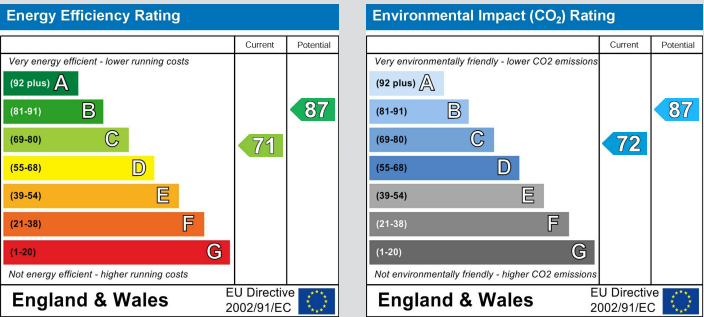 Energy Efficiency Rating
Current Potential
Very energy efficient - lower running costs
(92 plus) A
(81-91) B
87
(69-80) C
71
(55-68) D
(39-54) E
(21-38) F
(1-20) G
Not energy efficient - higher running costs
England & Wales
EU Directive
2002/91/EC
Environmental Impact (CO₂) Rating
Current Potential
Very environmentally friendly - lower CO2 emissions
(92 plus) A
(81-91) B
87
(69-80) C
72
(55-68) D
(39-54) E
(21-38) F
(1-20) G
Not environmentally friendly - higher CO2 emissions
England & Wales
EU Directive
2002/91/EC